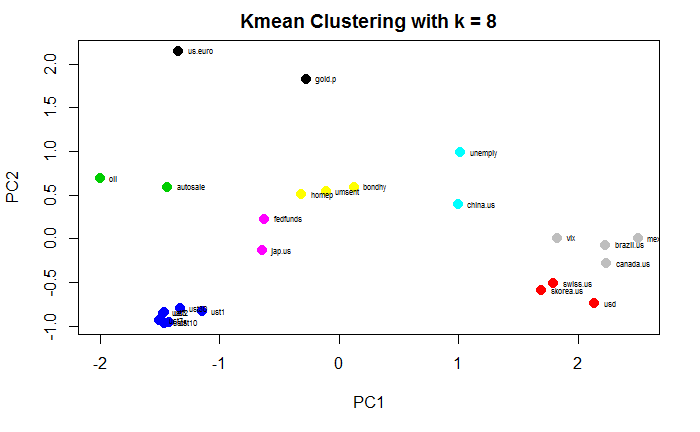 Kmean Clustering with k = 8
us.euro
gold.p
unemply
oil
autosale
homep
umsent
bondhy
china.us
fedfunds
jap.us
vix
brazil.us
mex
canada.us
swiss.us
skorea.us
usd
ust1
PC2
2.0
1.5
1.0
0.5
0.0
-0.5
-1.0
-2
-1
0
1
2
PC1